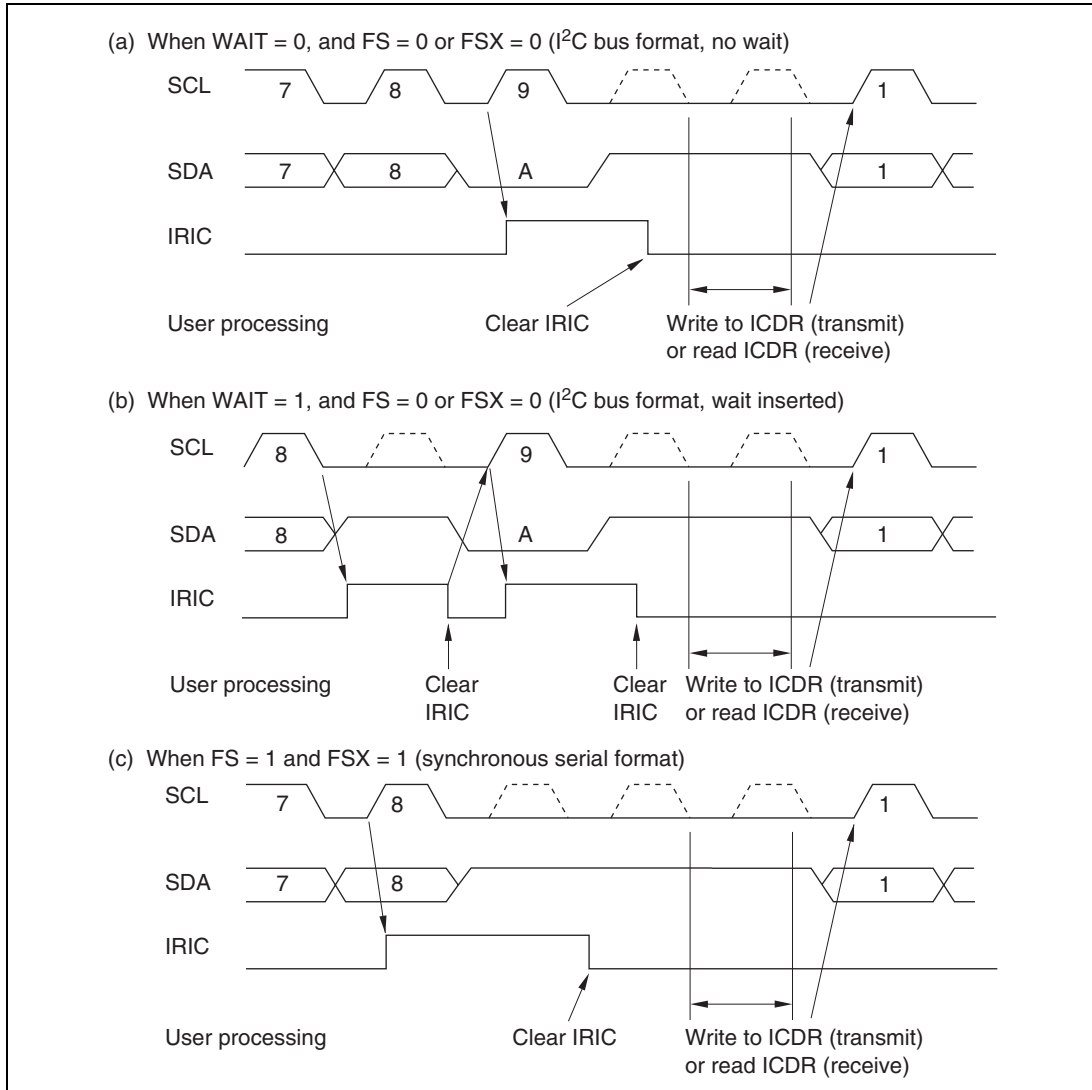 (a) When WAIT = 0, and FS = 0 or FSX = 0 (I²C bus format, no wait)
SCL 7 8 9 1
SDA 7 8 A 1
IRIC
User processing Clear IRIC Write to ICDR (transmit)
or read ICDR (receive)
(b) When WAIT = 1, and FS = 0 or FSX = 0 (I²C bus format, wait inserted)
SCL 8 9 1
SDA 8 A 1
IRIC
User processing Clear Clear Write to ICDR (transmit)
IRIC IRIC or read ICDR (receive)
(c) When FS = 1 and FSX = 1 (synchronous serial format)
SCL 7 8 1
SDA 7 8 1
IRIC
User processing Clear IRIC Write to ICDR (transmit)
or read ICDR (receive)